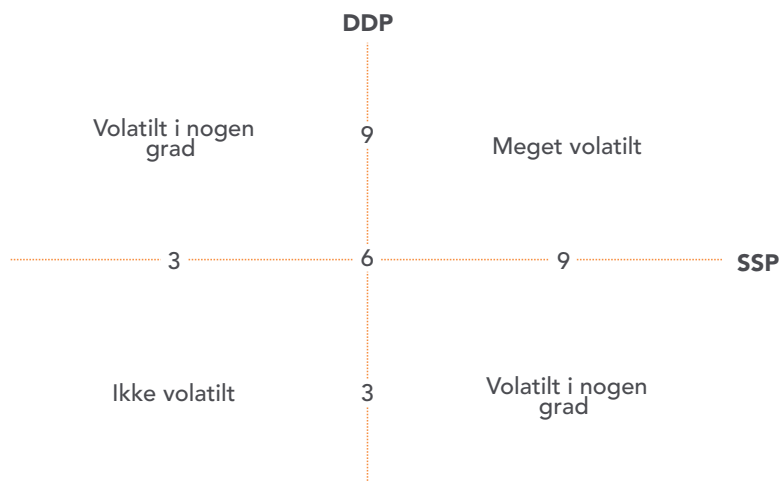 DDP
Volatilt i nogen
grad
9
Meget volatilt
3
6
9
SSP
Ikke volatilt
3
Volatilt i nogen
grad